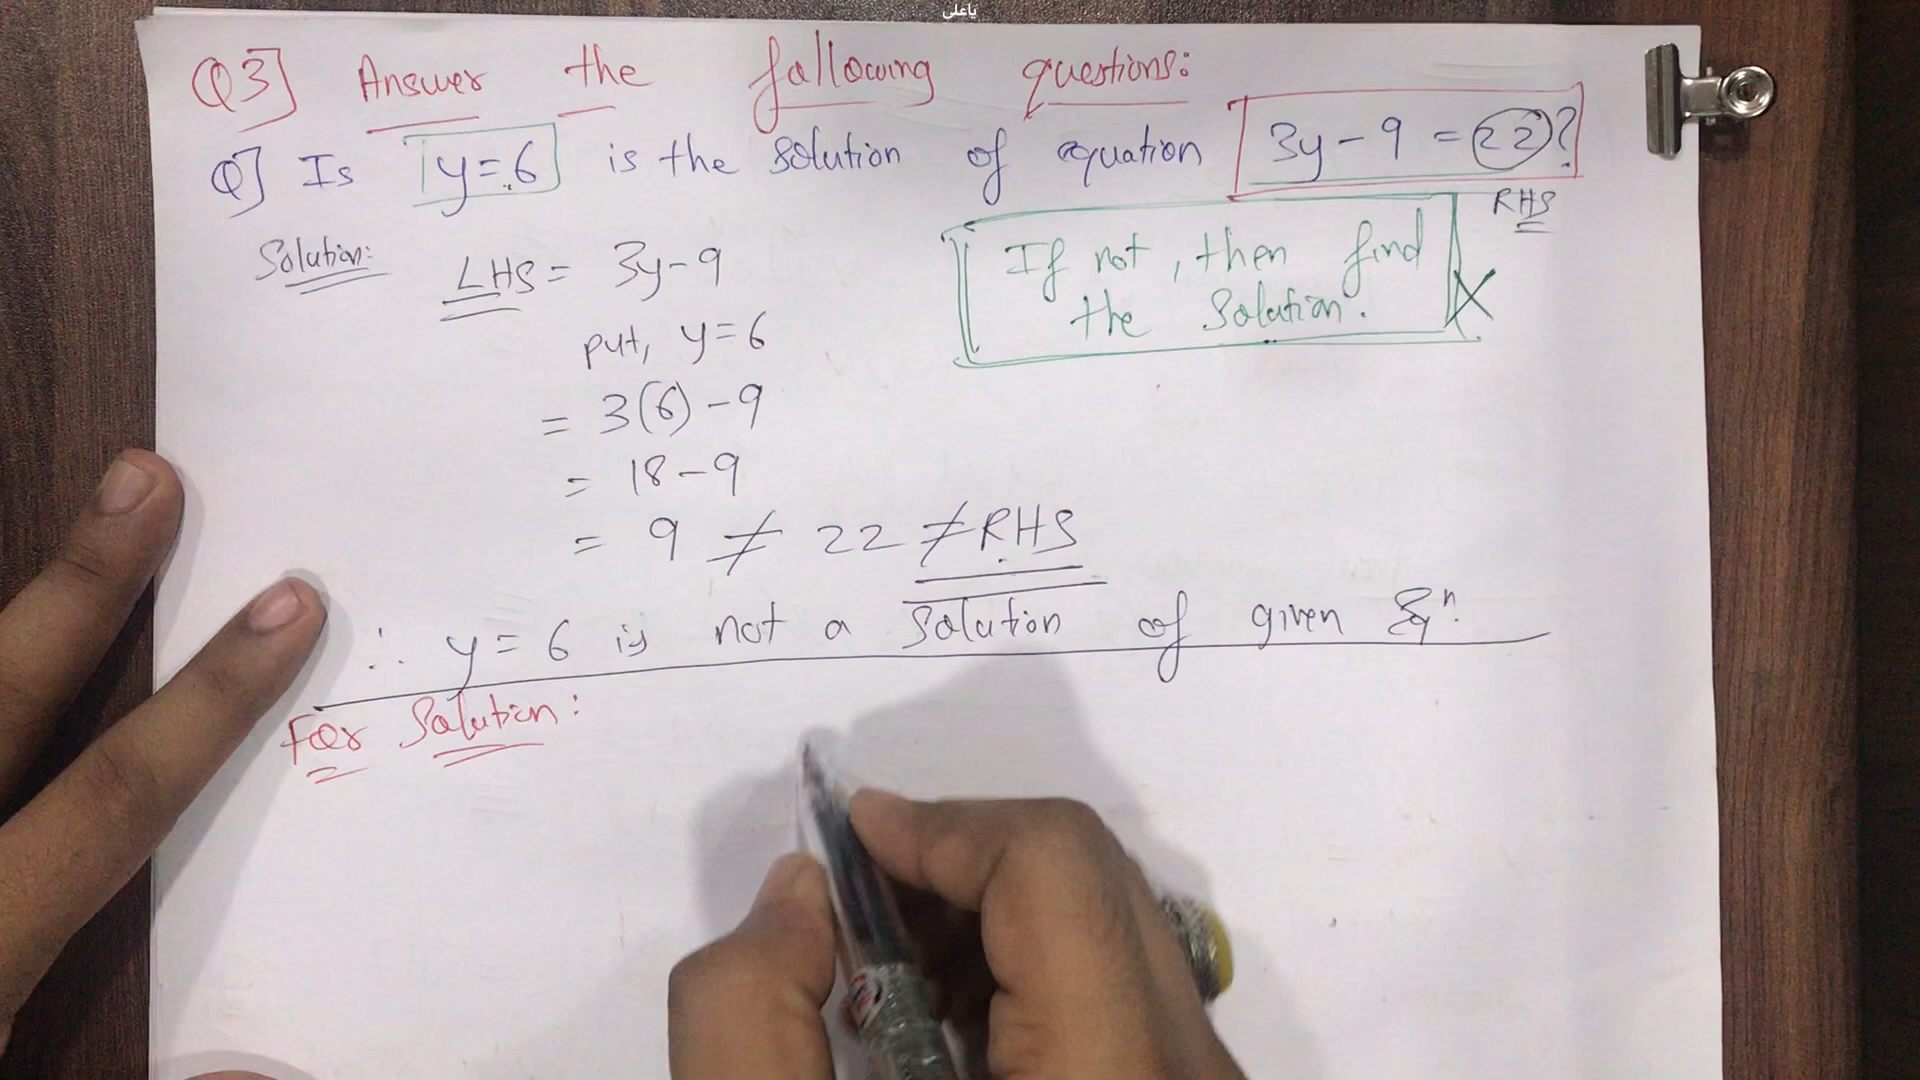 ياعلى
Q3] Answer the following questions:
Q] Is y=6 is the solution of equation 3y-9 = 22?
RHS
If not, then find
the solution.
Solution:
LHS = 3y-9
put, y=6
= 3(6)-9
= 18-9
= 9 ≠ 22 ≠ RHS
∴ y=6 is not a solution of given Eqⁿ.
For Solution: